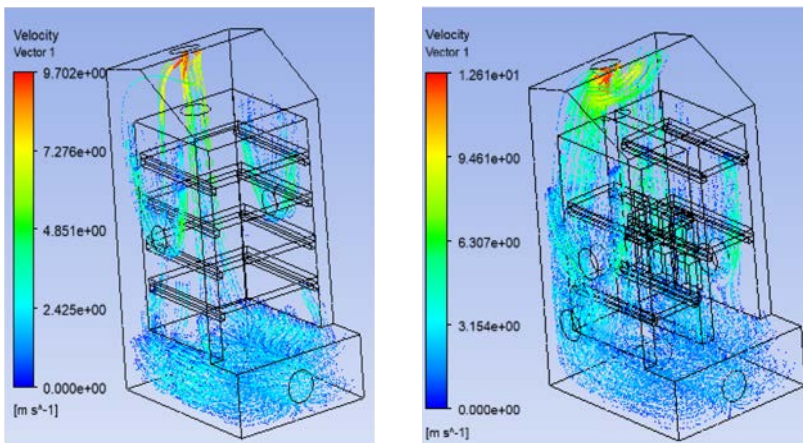 Velocity
Vector 1
9.702e+00
7.276e+00
4.851e+00
2.425e+00
0.000e+00
[m s^-1]
Velocity
Vector 1
1.261e+01
9.461e+00
6.307e+00
3.154e+00
0.000e+00
[m s^-1]